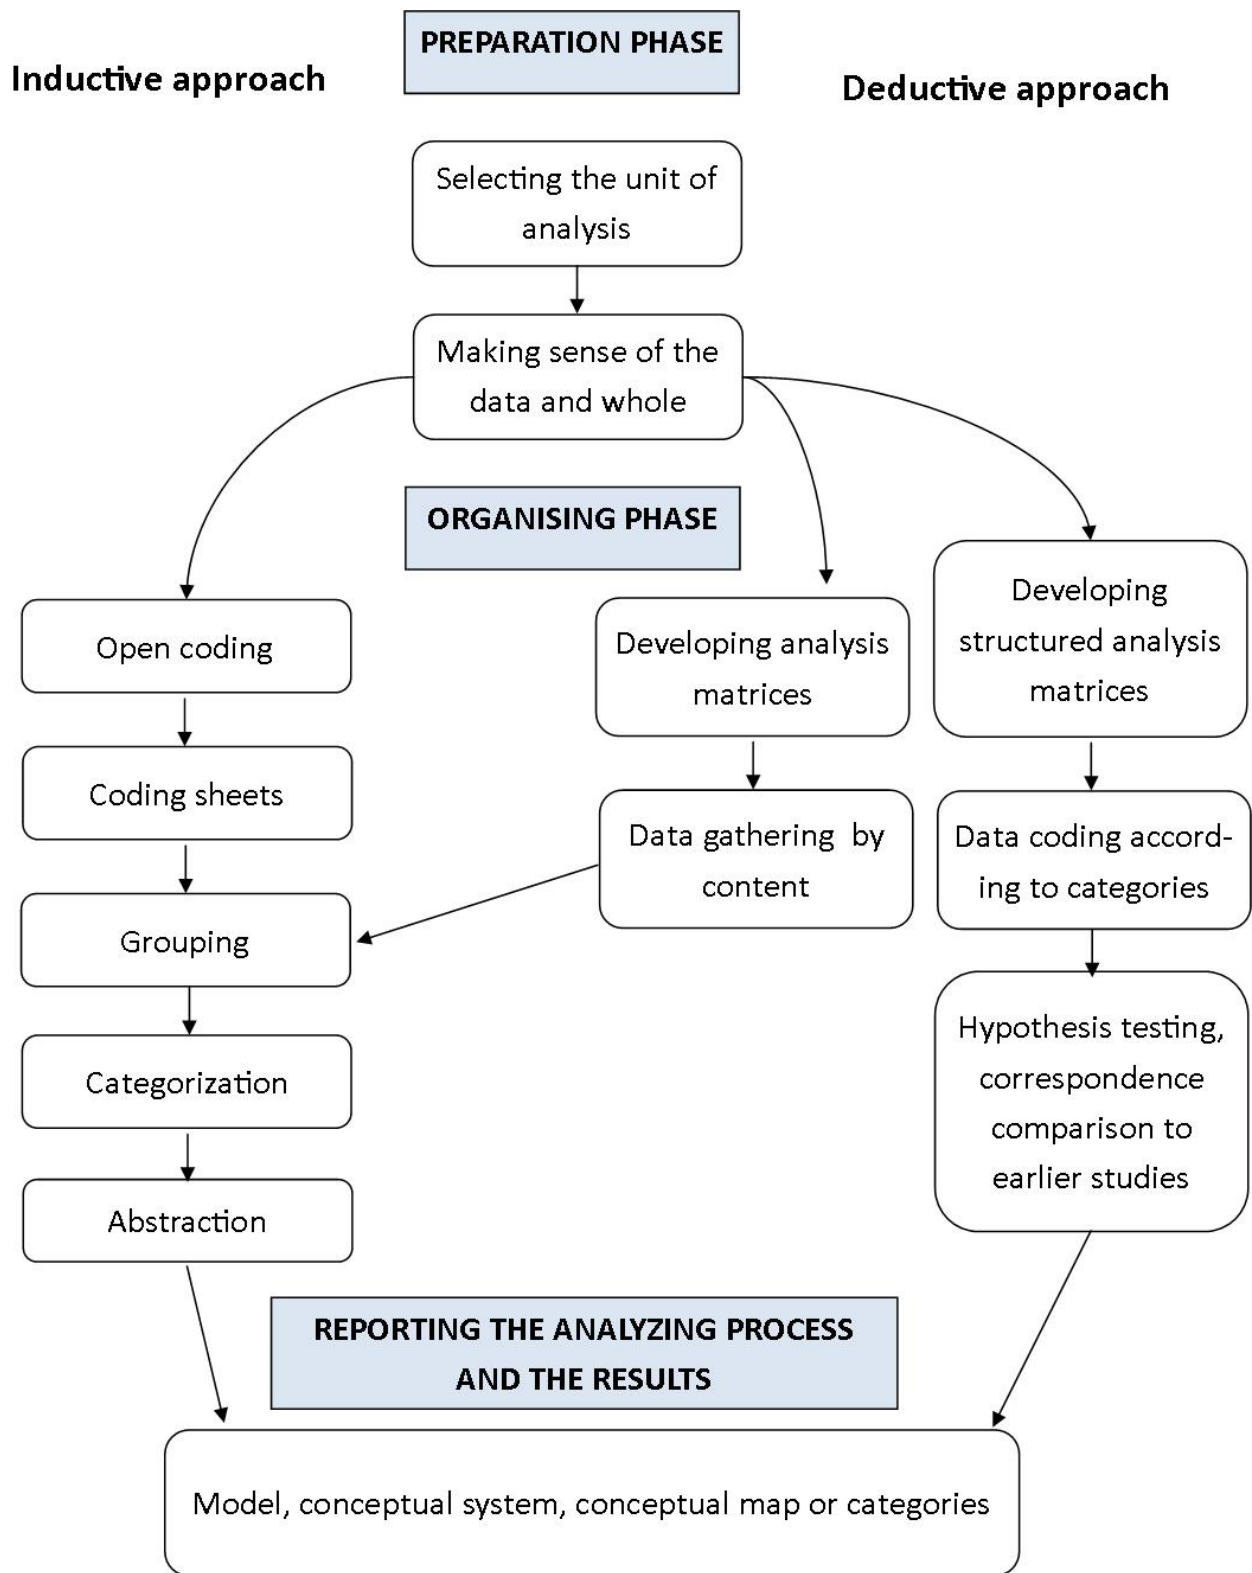 PREPARATION PHASE
Inductive approach
Deductive approach
Selecting the unit of
analysis
Making sense of the
data and whole
ORGANISING PHASE
Open coding
Coding sheets
Grouping
Categorization
Abstraction
Developing analysis
matrices
Data gathering by
content
Developing
structured analysis
matrices
Data coding accord-
ing to categories
Hypothesis testing,
correspondence
comparison to
earlier studies
REPORTING THE ANALYZING PROCESS
AND THE RESULTS
Model, conceptual system, conceptual map or categories